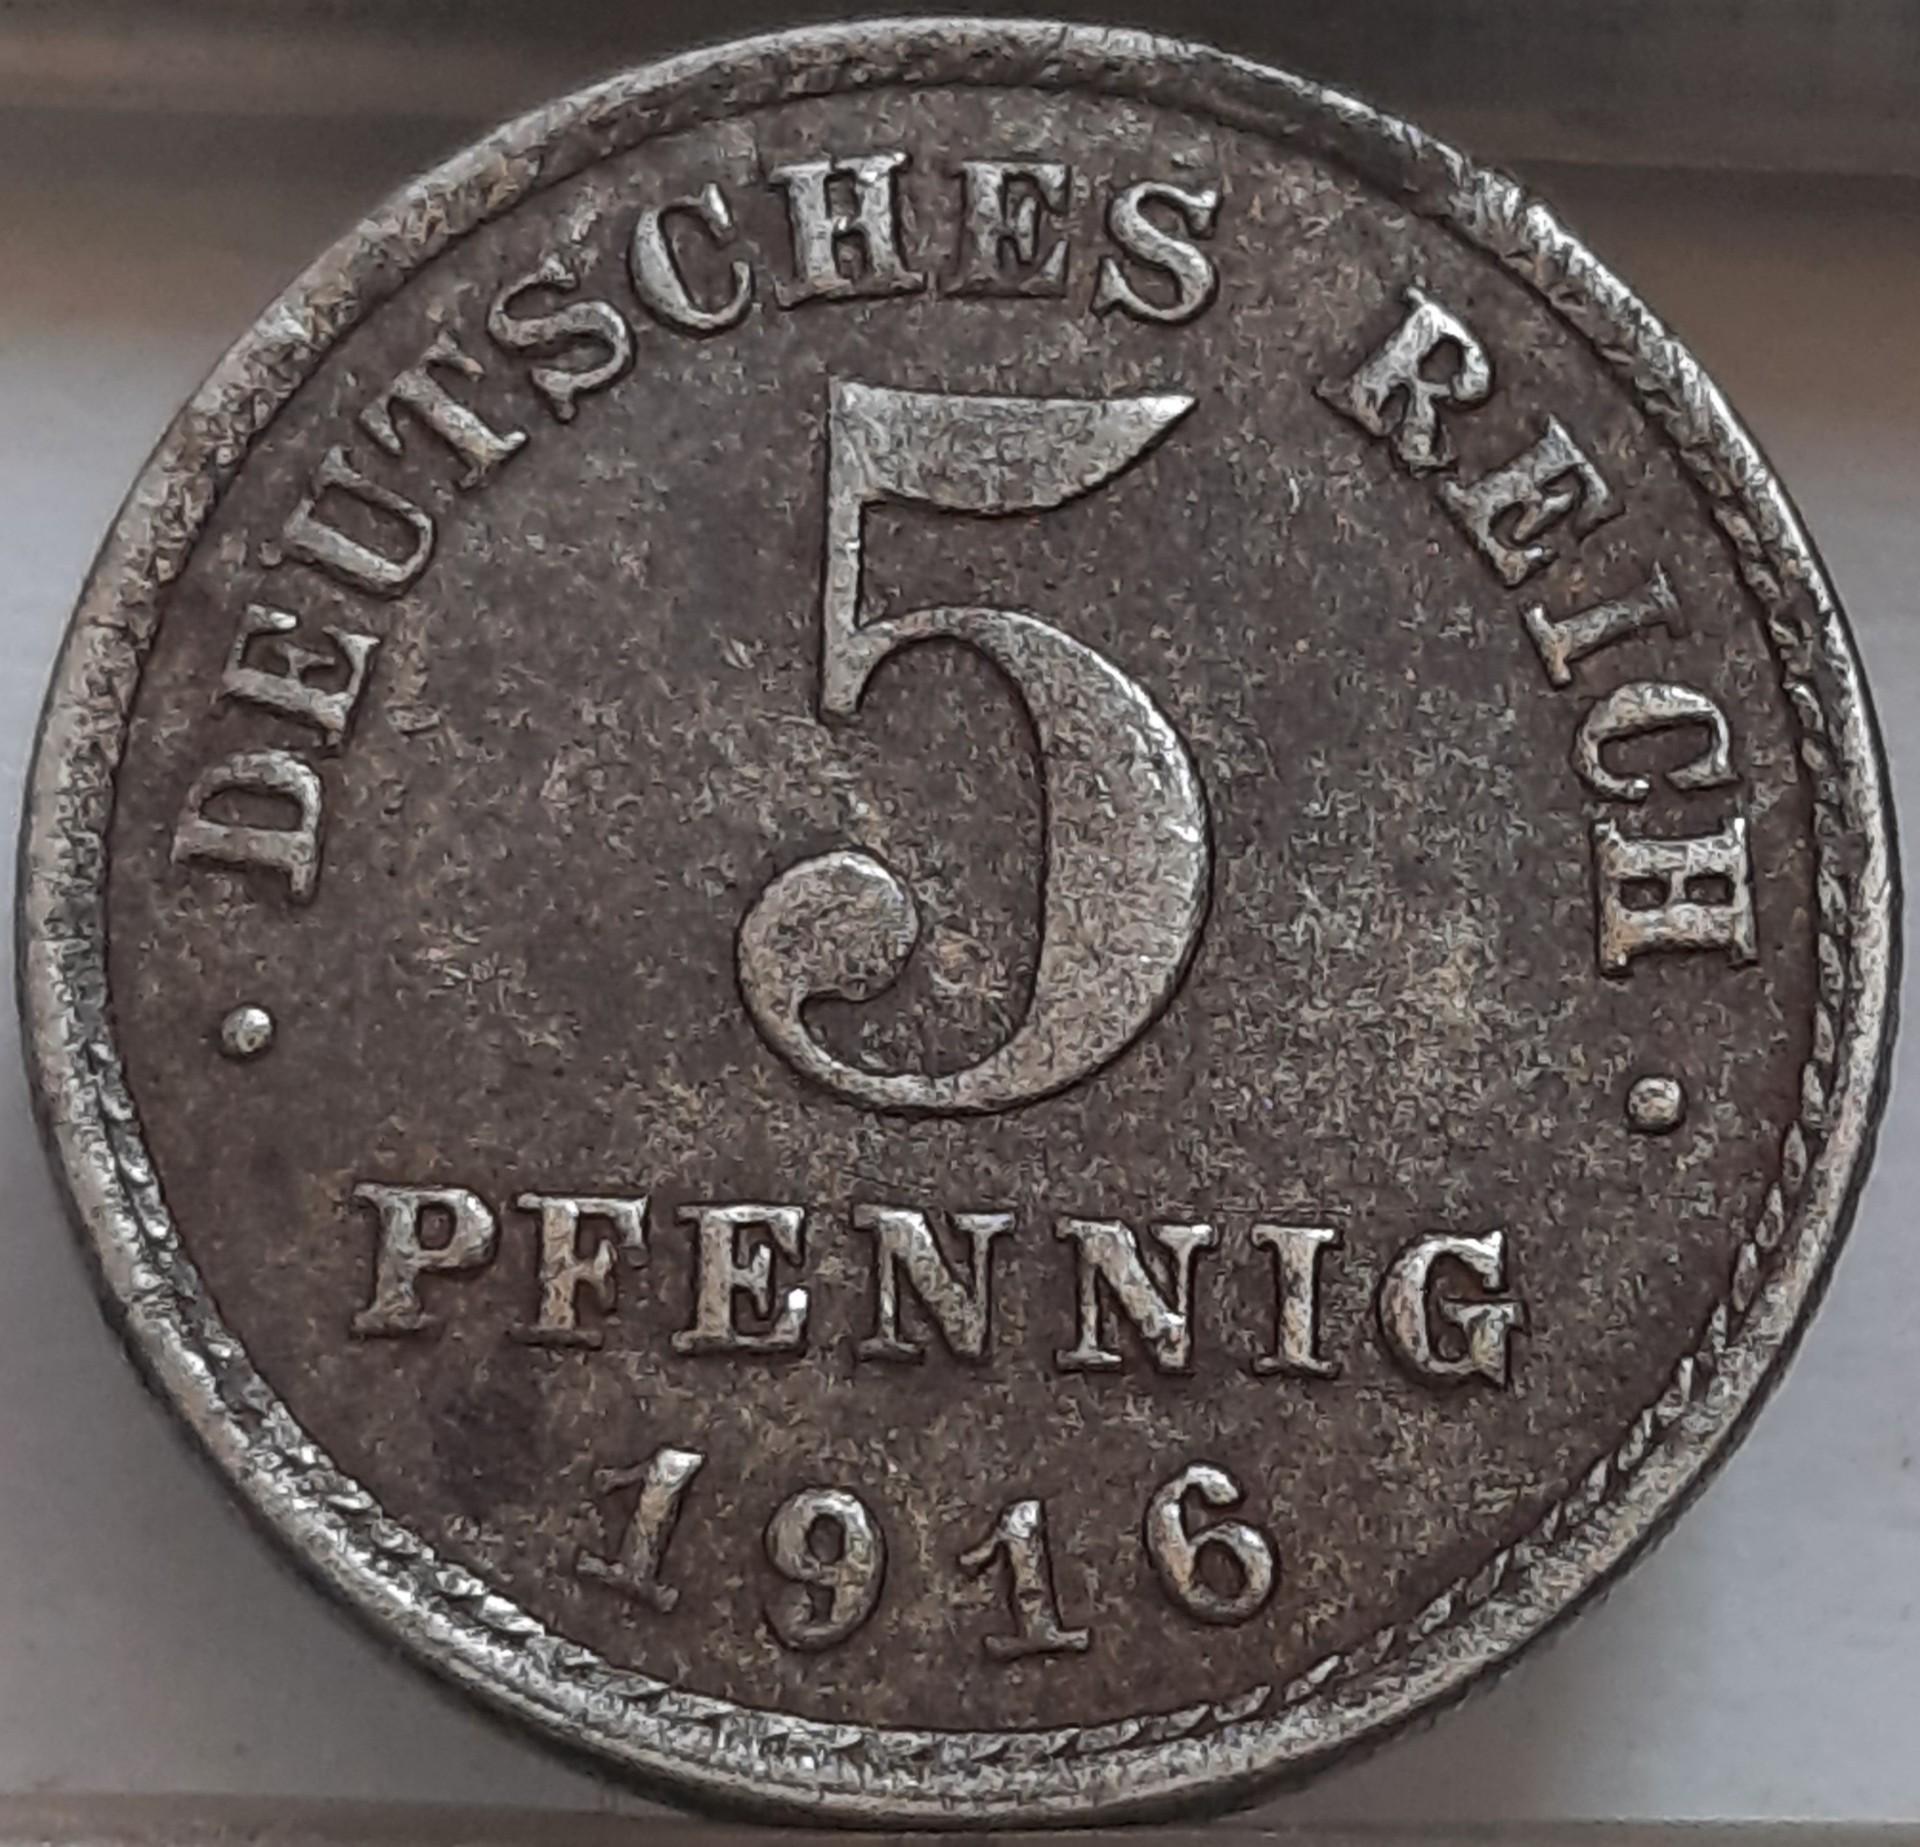 DEUTSCHES REICH
5
PFENNIG
1916